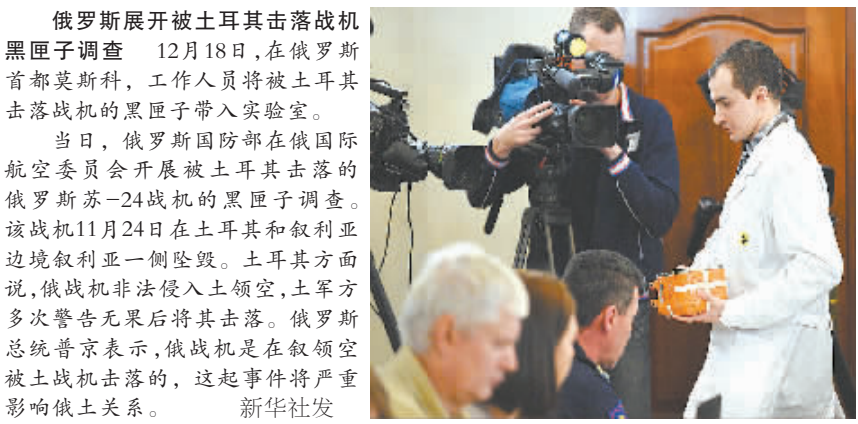 俄罗斯展开被土耳其击落战机
黑匣子调查 12月18日,在俄罗斯
首都莫斯科，工作人员将被土耳其
击落战机的黑匣子带入实验室。
当日，俄罗斯国防部在俄国际
航空委员会开展被土耳其击落的
俄罗斯苏-24战机的黑匣子调查。
该战机11月24日在土耳其和叙利亚
边境叙利亚一侧坠毁。土耳其方面
说,俄战机非法侵入土领空,土军方
多次警告无果后将其击落。俄罗斯
总统普京表示,俄战机是在叙领空
被土战机击落的，这起事件将严重
影响俄土关系。 新华社发